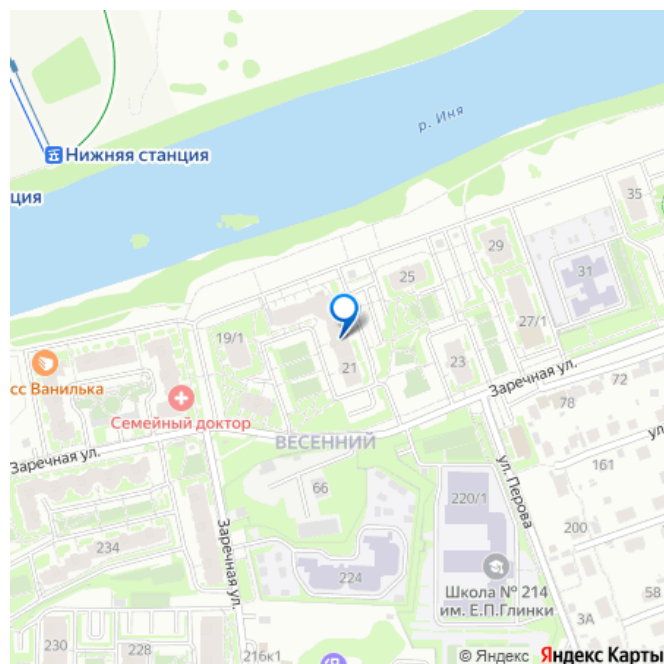 р. Иня
Нижняя станция
ция
35
29
25
31
27/1
19/1
23
21
сс Ванилька
Заречная ул.
72
78
Семейный доктор
ВЕСЕННИЙ
Заречная ул.
ул
161
66
220/1
ул. Перова
200
234
Заречная ул.
224
Школа № 214
им. Е.П.Глинки
58
3А
230
228
216к1
© Яндекс Яндекс Карты